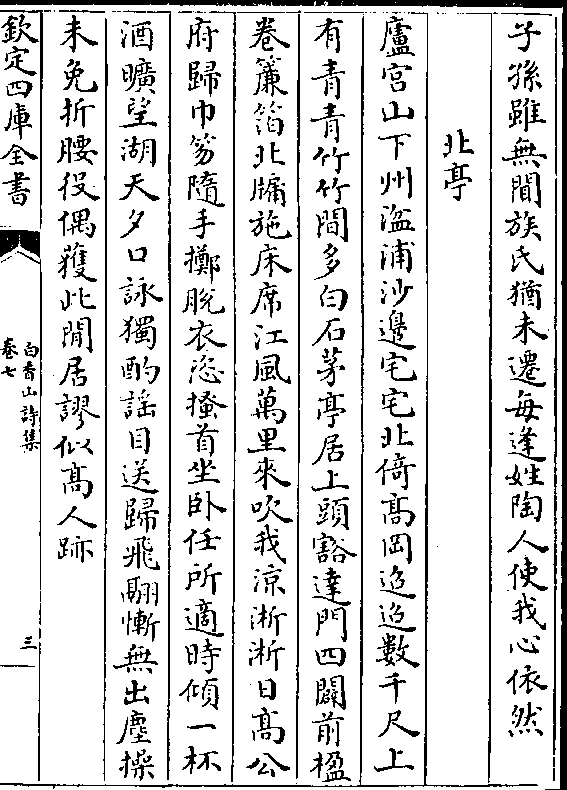 子孫雖無聞族氏猶未遷每逢姓陶人使我心依然
北亭
廬宫山下州湓浦沙邊宅宅北倚髙岡迢迢數千尺上
有青青竹竹間多白石茅亭居上頭豁達門四闢前楹
卷簾箔北牖施床席江風萬里來吹我涼淅淅日髙公
府歸巾笏隨手擲脱衣恣搔首坐卧任所適時傾一杯
酒曠望湖天夕口詠獨酌謡目送歸飛翮慚無出塵操
未免折腰役偶獲此閒居謬似髙人跡
欽定四庫全書
白香山詩集
卷七
三